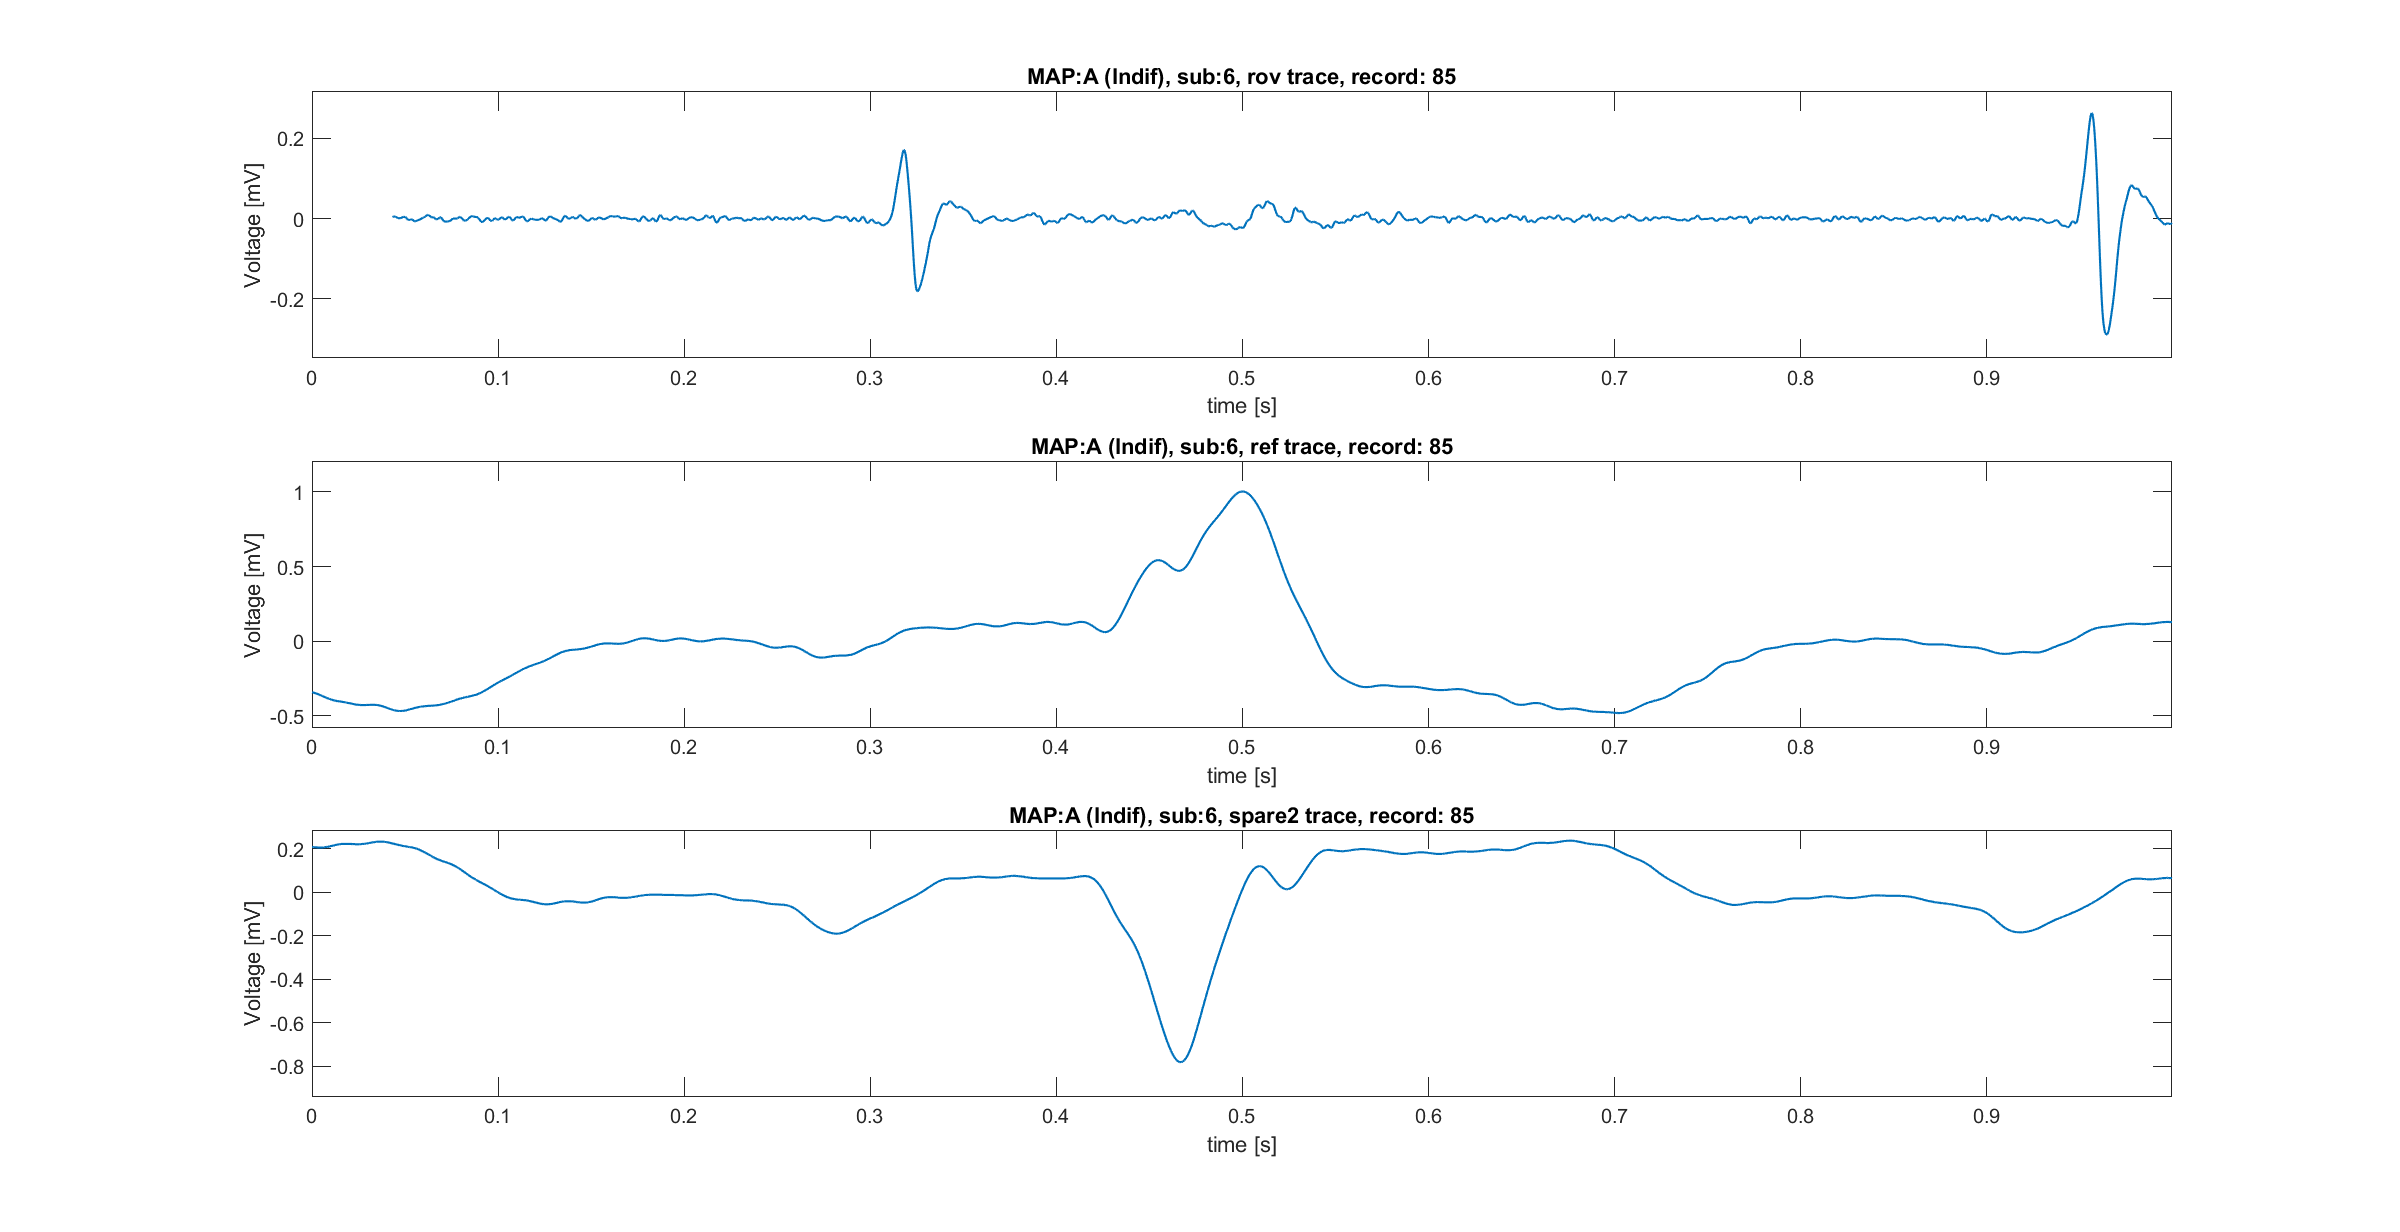 MAP:A (Indif), sub:6, rov trace, record: 85
0.2
0
-0.2
Voltage [mV]
0 0.1 0.2 0.3 0.4 0.5 0.6 0.7 0.8 0.9
time [s]
MAP:A (Indif), sub:6, ref trace, record: 85
1
0.5
0
-0.5
Voltage [mV]
0 0.1 0.2 0.3 0.4 0.5 0.6 0.7 0.8 0.9
time [s]
MAP:A (Indif), sub:6, spare2 trace, record: 85
0.2
0
-0.2
-0.4
-0.6
-0.8
Voltage [mV]
0 0.1 0.2 0.3 0.4 0.5 0.6 0.7 0.8 0.9
time [s]